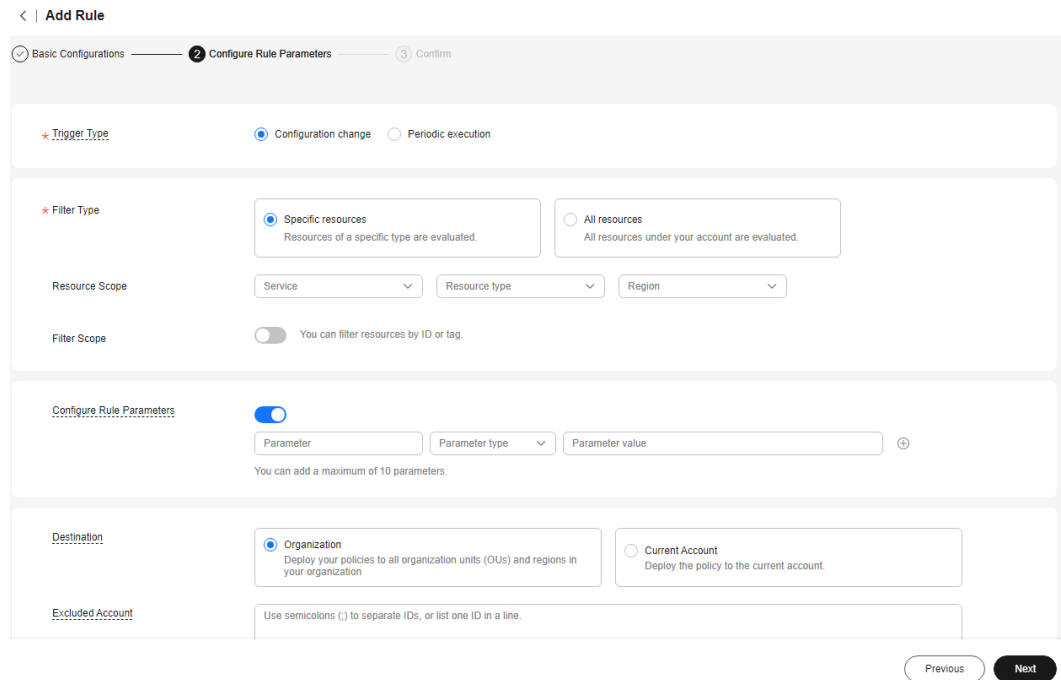 Add Rule
Basic Configurations 2 Configure Rule Parameters 3 Confirm
* Trigger Type Configuration change Periodic execution
* Filter Type Specific resources All resources
Resources of a specific type are evaluated. All resources under your account are evaluated.
Resource Scope Service Resource type Region
Filter Scope You can filter resources by ID or tag.
Configure Rule Parameters
Parameter Parameter type Parameter value
You can add a maximum of 10 parameters.
Destination Organization Current Account
Deploy your policies to all organization units (OUs) and regions in Deploy the policy to the current account.
your organization
Excluded Account Use semicolons (;) to separate IDs, or list one ID in a line.
Previous Next